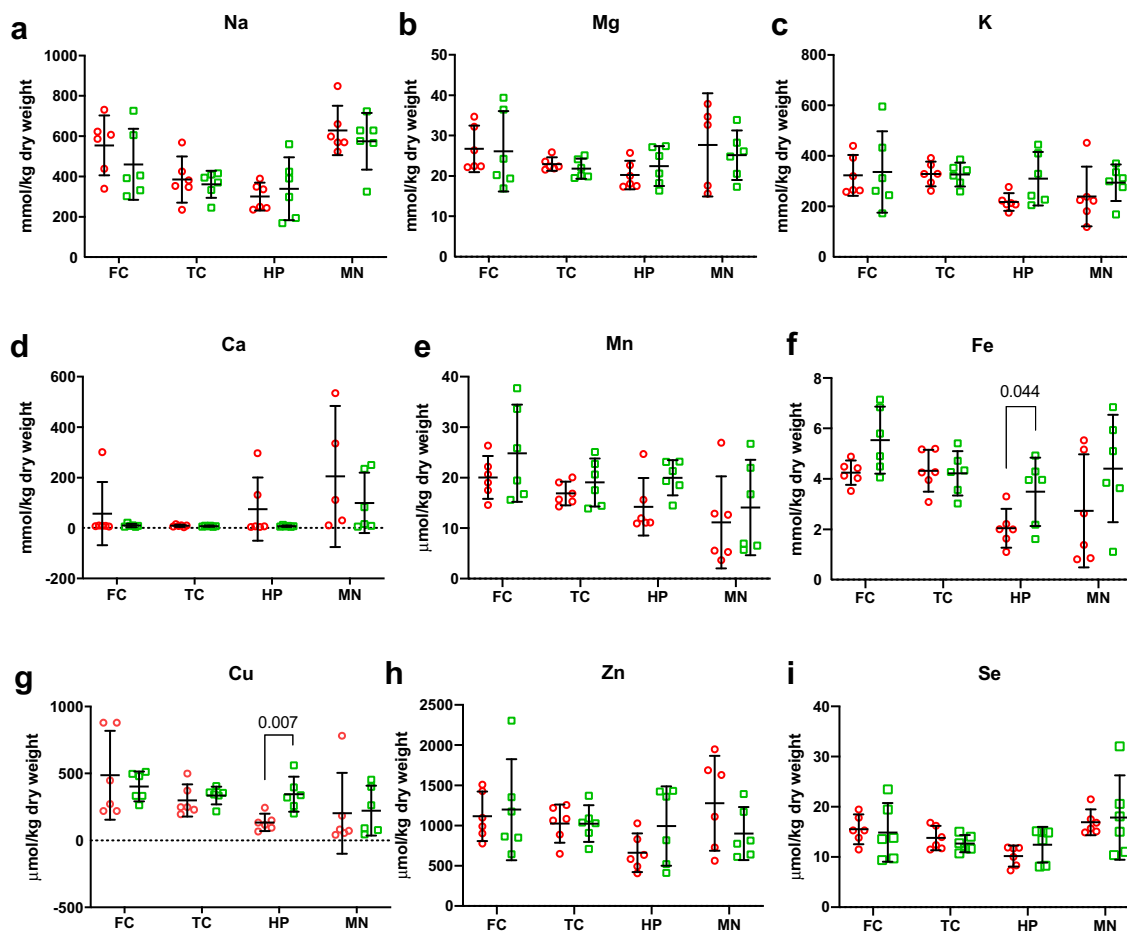 a
Na
mmol/kg dry weight
1000
800
600
400
200
0
FC TC HP MN
b
Mg
mmol/kg dry weight
40
30
20
10
0
FC TC HP MN
c
K
mmol/kg dry weight
800
600
400
200
0
FC TC HP MN
d
Ca
mmol/kg dry weight
600
400
200
0
-200
FC TC HP MN
e
Mn
μmol/kg dry weight
40
30
20
10
0
FC TC HP MN
f
Fe
mmol/kg dry weight
8
6
4
2
0
0.044
FC TC HP MN
g
Cu
μmol/kg dry weight
1000
500
0
-500
0.007
FC TC HP MN
h
Zn
μmol/kg dry weight
2500
2000
1500
1000
500
0
FC TC HP MN
i
Se
μmol/kg dry weight
40
30
20
10
0
FC TC HP MN